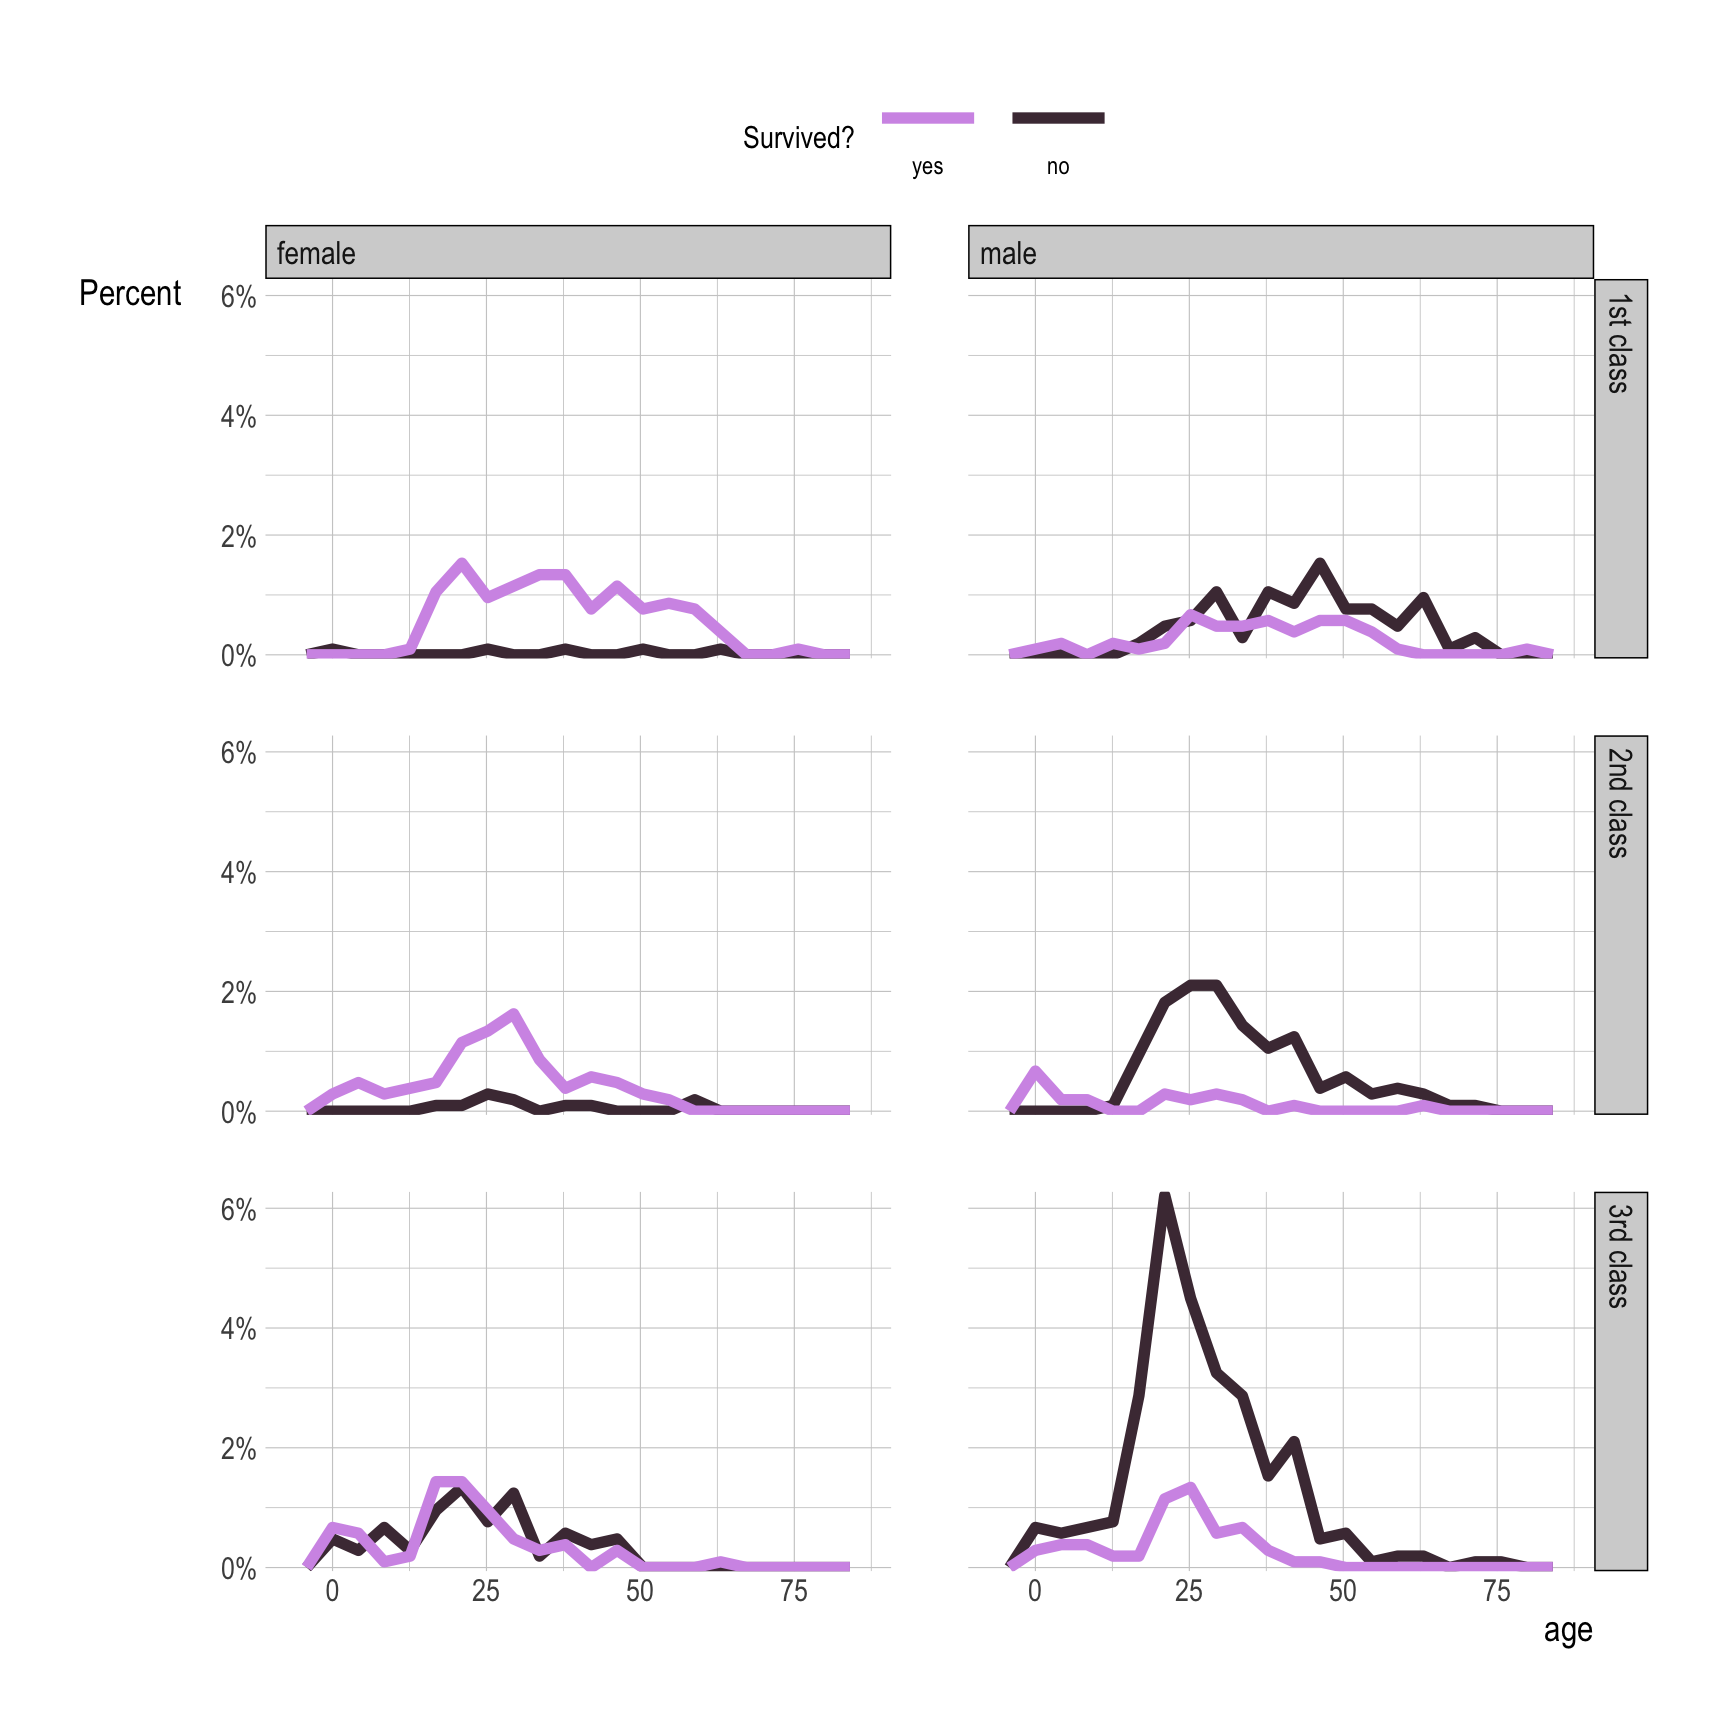 Survived?
yes no
female male
Percent
6%
4%
2%
0%
1st class
6%
4%
2%
0%
2nd class
6%
4%
2%
0%
3rd class
0 25 50 75 0 25 50 75
age